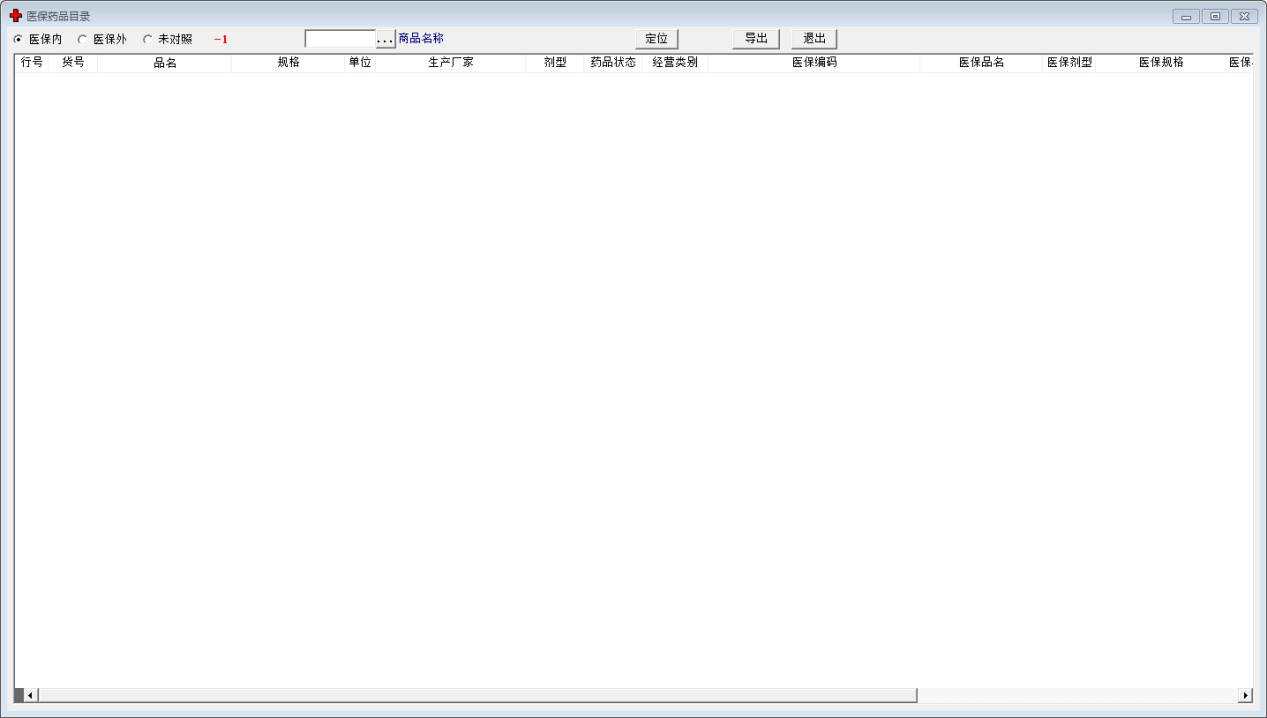 医保药品目录
医保内 医保外 未对照 -1 ... 商品名称 定位 导出 退出
行号 货号 品名 规格 单位 生产厂家 剂型 药品状态 经营类别 医保编码 医保品名 医保剂型 医保规格 医保